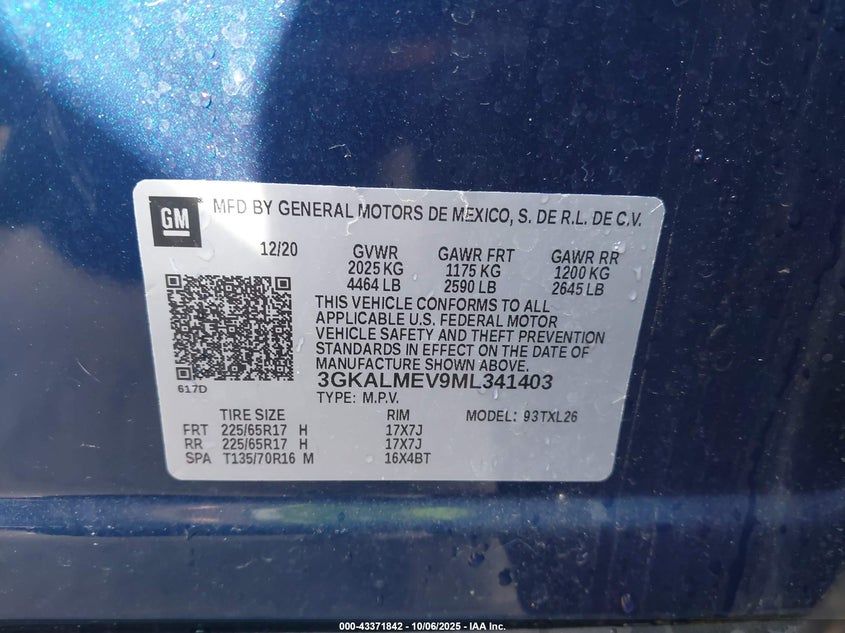 GM
MFD BY GENERAL MOTORS DE MEXICO, S. DE R.L. DE C.V.
12/20 GVWR GAWR FRT GAWR RR
2025 KG 1175 KG 1200 KG
4464 LB 2590 LB 2645 LB
THIS VEHICLE CONFORMS TO ALL
APPLICABLE U.S. FEDERAL MOTOR
VEHICLE SAFETY AND THEFT PREVENTION
STANDARDS IN EFFECT ON THE DATE OF
MANUFACTURE SHOWN ABOVE.
617D
3GKALMEV9ML341403
TYPE: M.P.V.
TIRE SIZE RIM MODEL: 93TXL26
FRT 225/65R17 H 17X7J
RR 225/65R17 H 17X7J
SPA T135/70R16 M 16X4BT
000-43371842 - 10/06/2025 - IAA Inc.